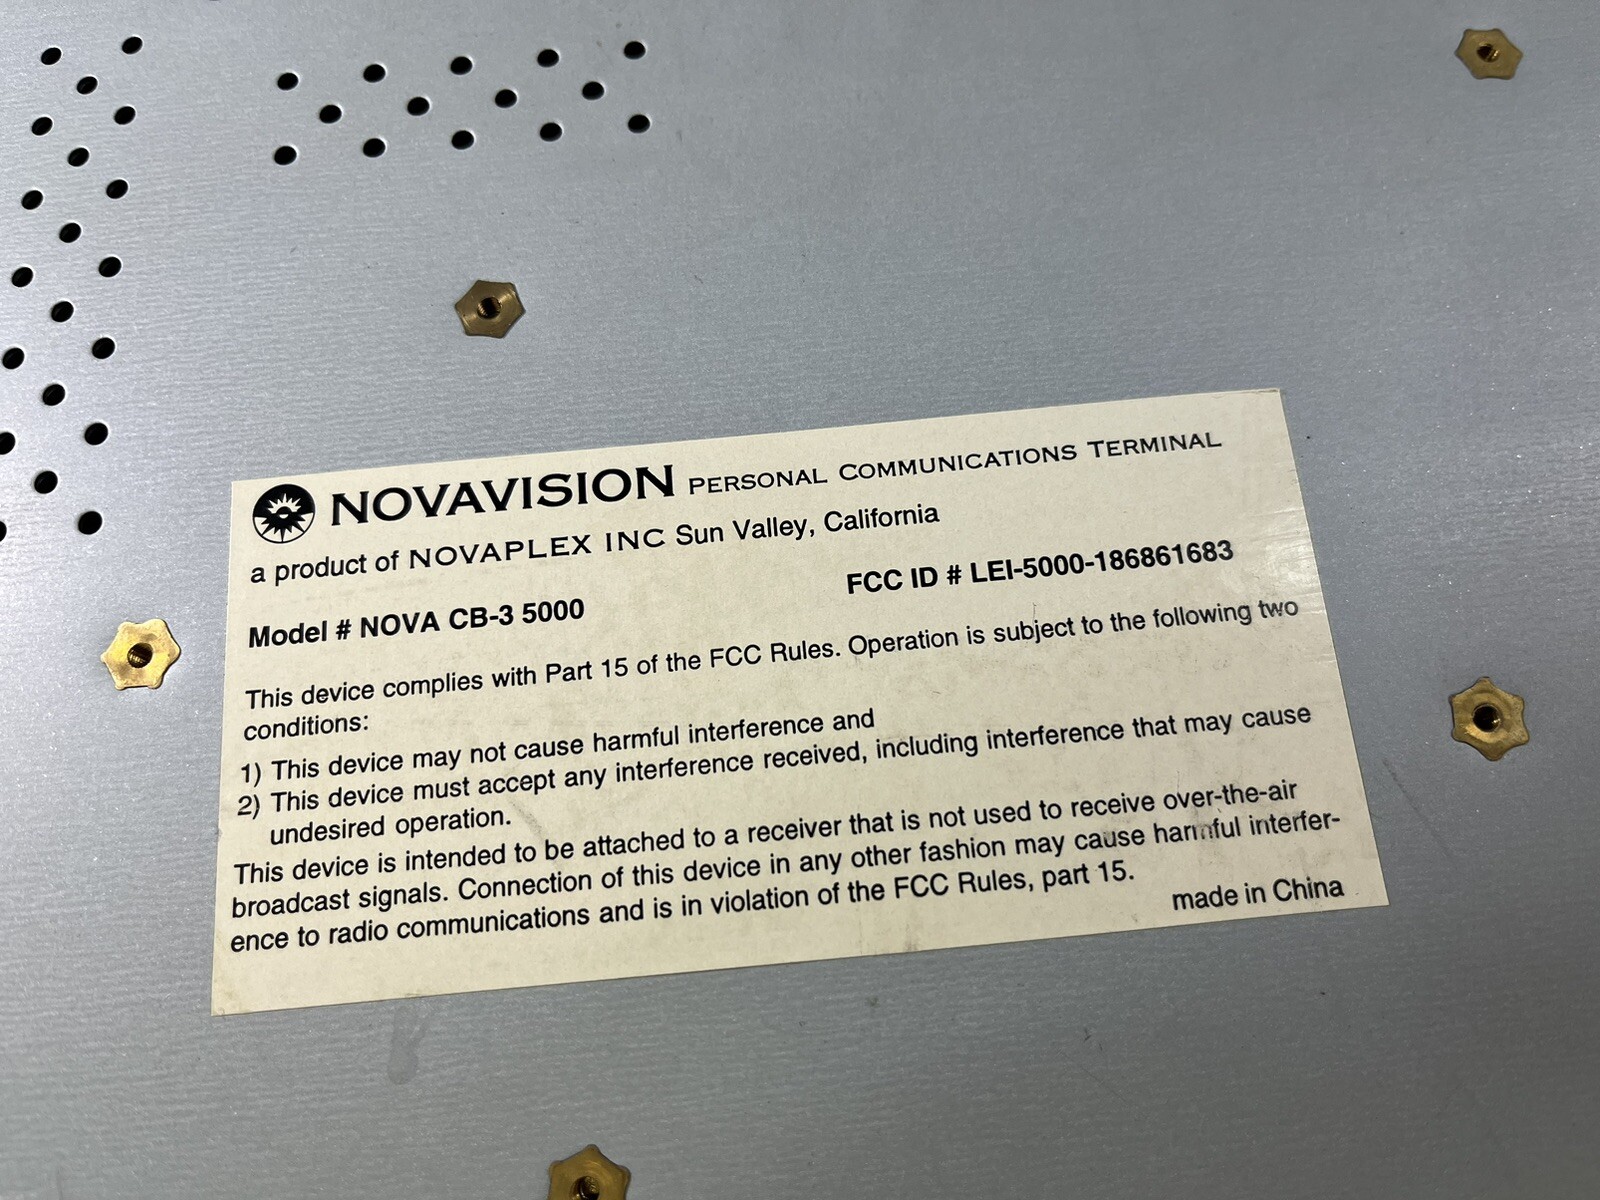 NOVAVISION PERSONAL COMMUNICATIONS TERMINAL
a product of NOVAPLEX INC Sun Valley, California
Model # NOVA CB-3 5000 FCC ID # LEI-5000-186861683
This device complies with Part 15 of the FCC Rules. Operation is subject to the following two
conditions:
1) This device may not cause harmful interference and
2) This device must accept any interference received, including interference that may cause
undesired operation.
This device is intended to be attached to a receiver that is not used to receive over-the-air
broadcast signals. Connection of this device in any other fashion may cause harmful interfer-
ence to radio communications and is in violation of the FCC Rules, part 15.
made in China